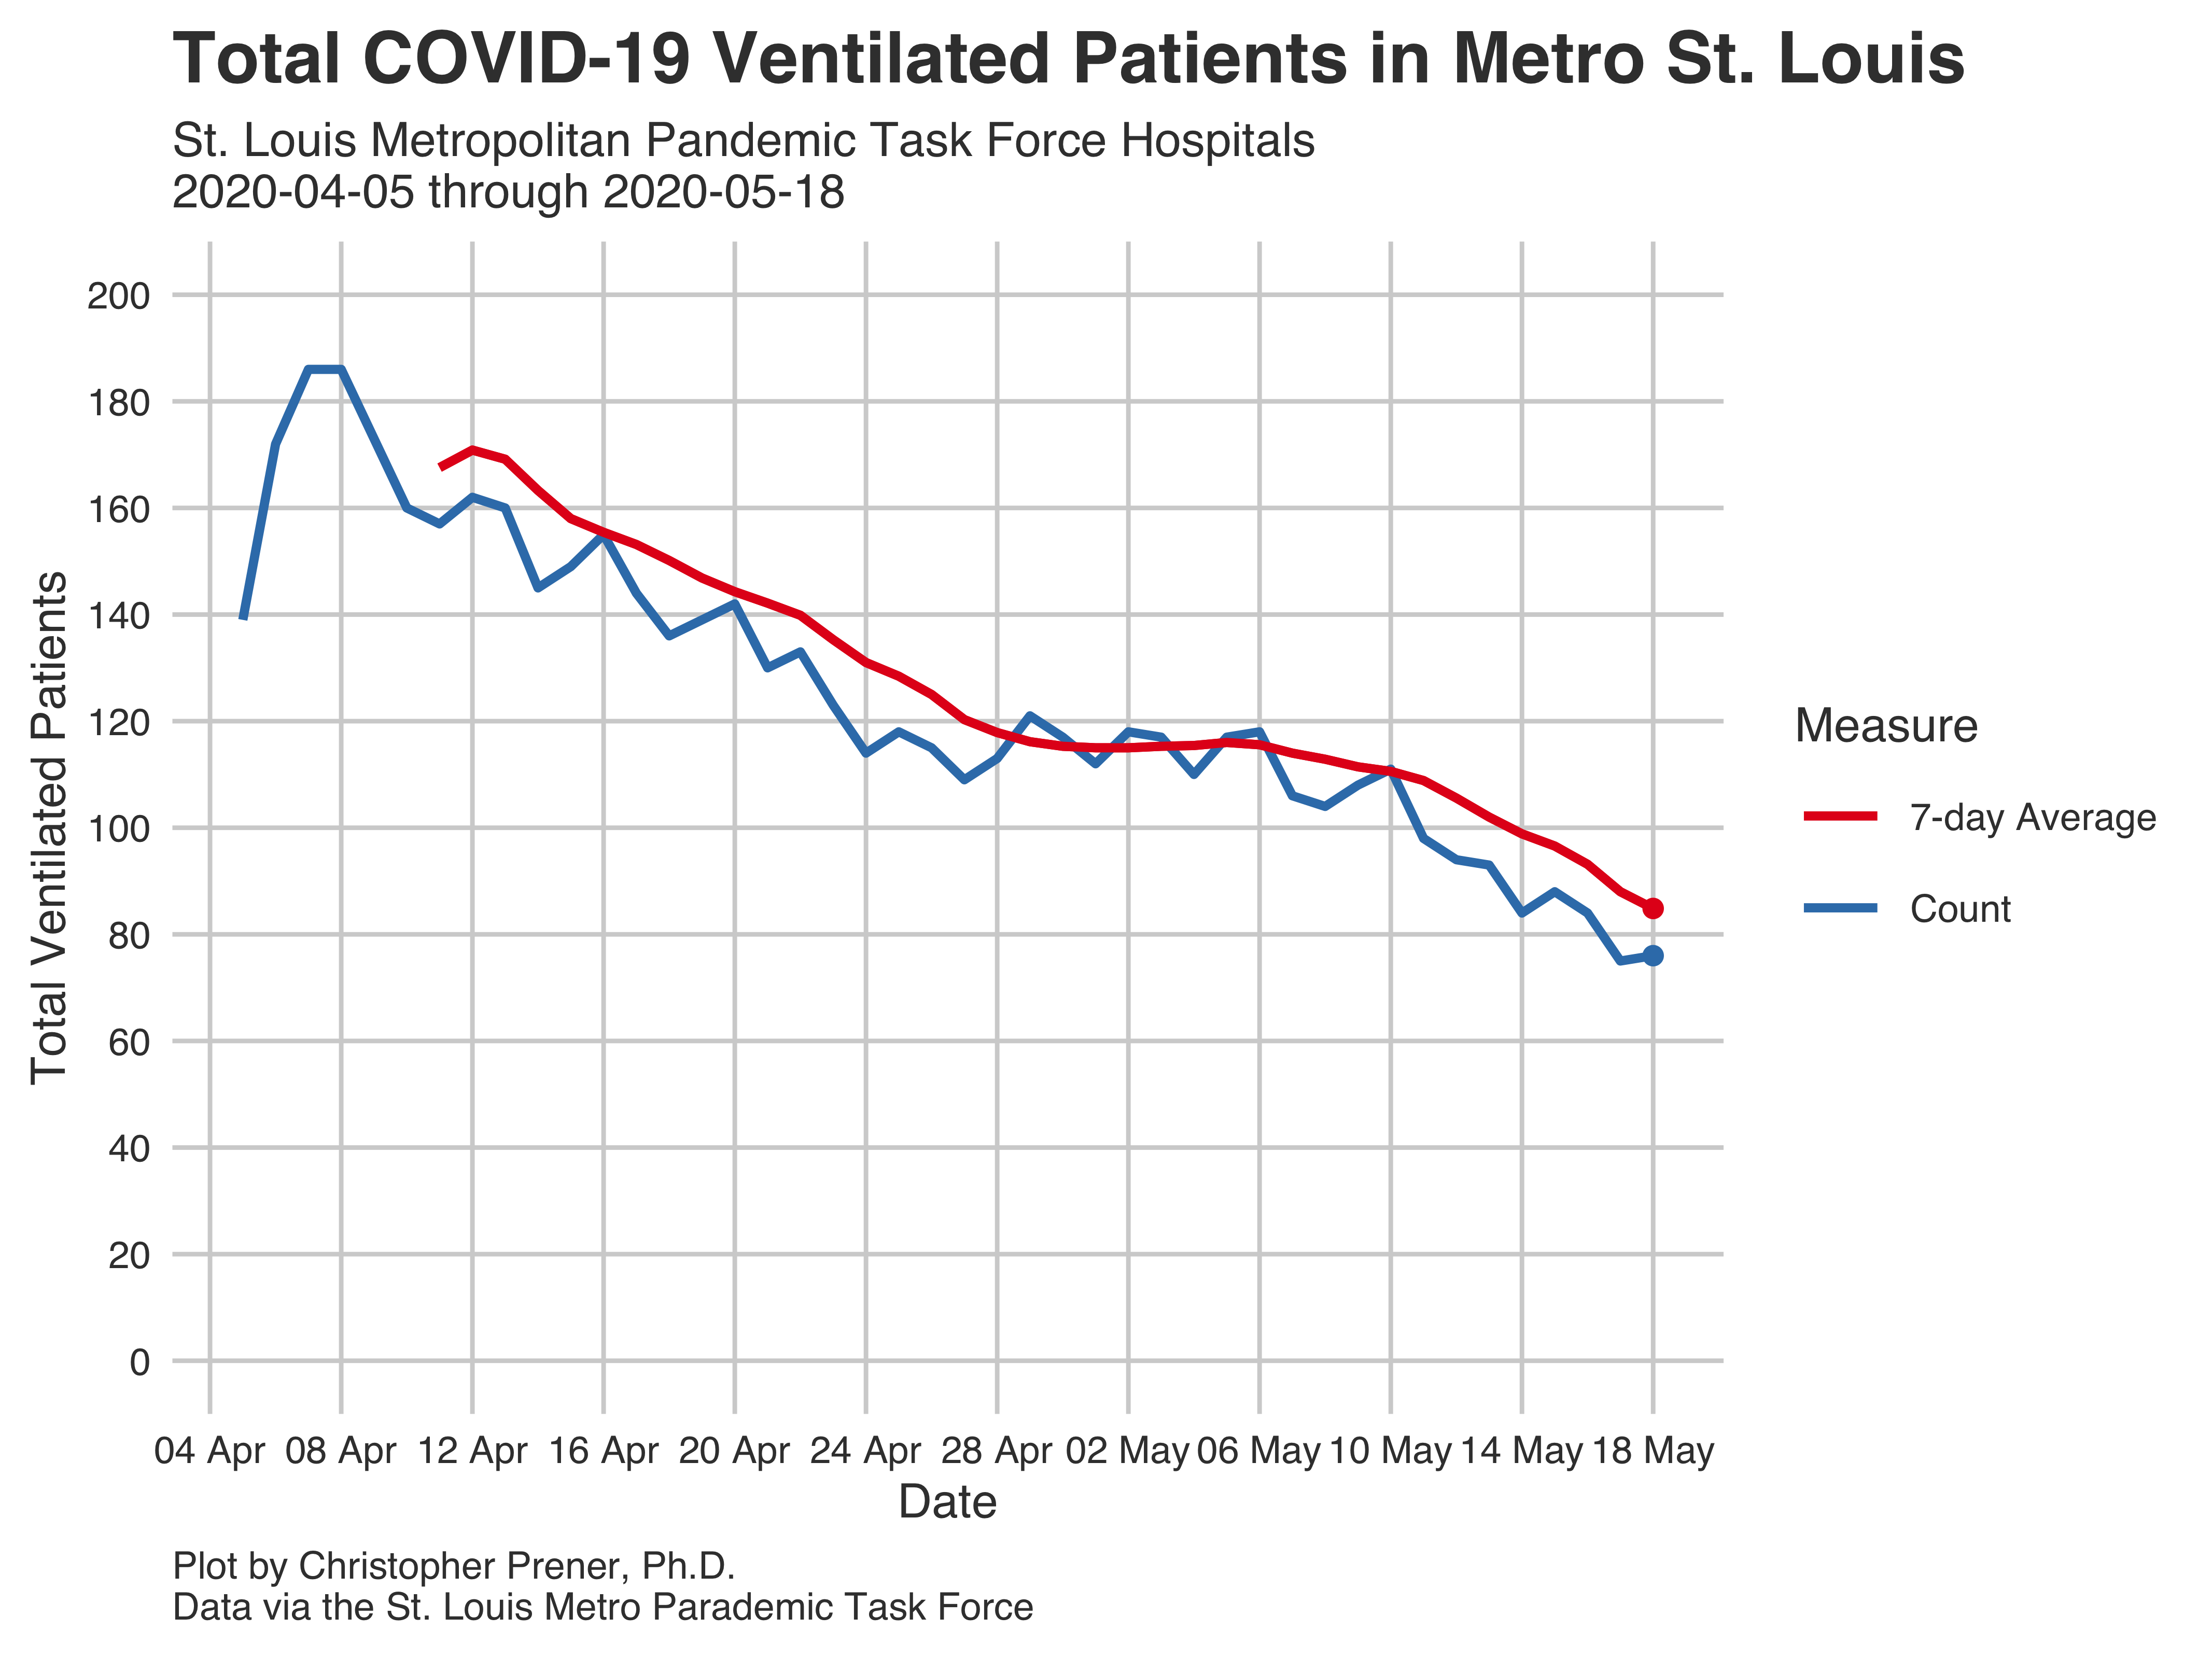 Total COVID-19 Ventilated Patients in Metro St. Louis
St. Louis Metropolitan Pandemic Task Force Hospitals
2020-04-05 through 2020-05-18
200
180
160
140
120
100
80
60
40
20
0
Total Ventilated Patients
04 Apr 08 Apr 12 Apr 16 Apr 20 Apr 24 Apr 28 Apr 02 May 06 May 10 May 14 May 18 May
Date
Measure
7-day Average
Count
Plot by Christopher Prener, Ph.D.
Data via the St. Louis Metro Parademic Task Force